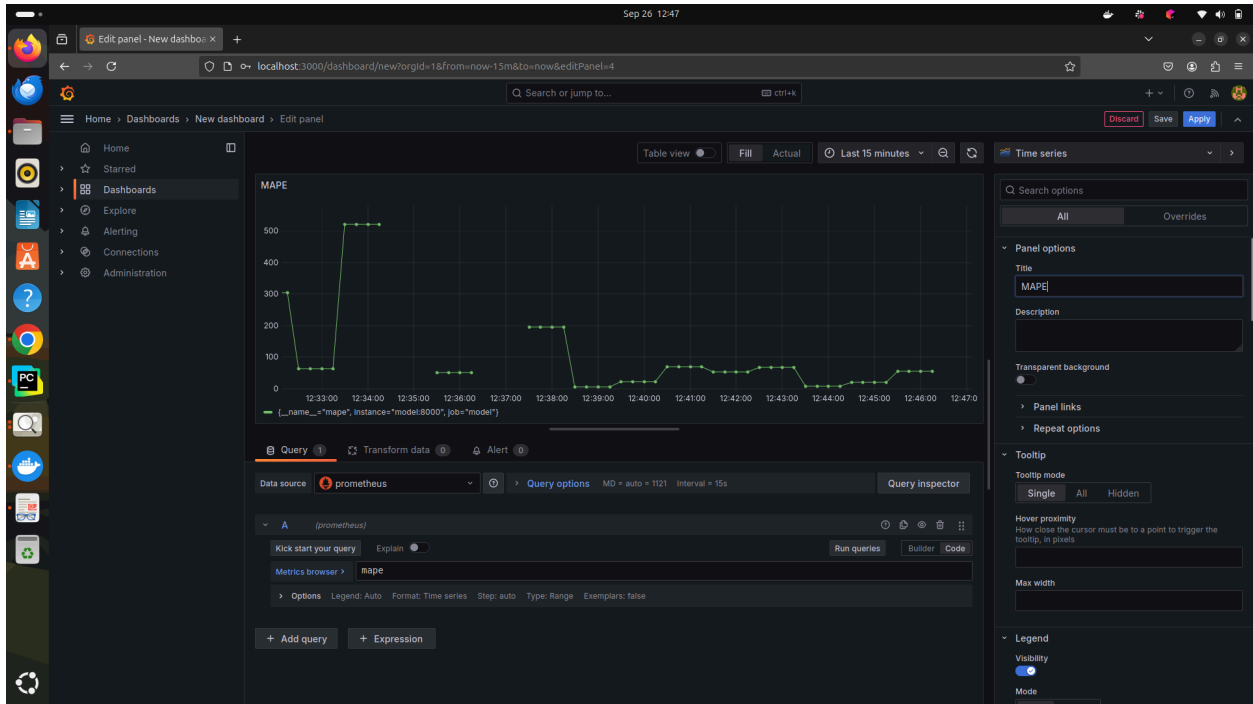 Sep 26 12:47
Edit panel - New dashboa
localhost:3000/dashboard/new?orgId=1&from=now-15m&to=now&editPanel=4
Search or jump to...
ctrl+k
Home › Dashboards › New dashboard › Edit panel
Discard Save Apply
Home
Starred
Dashboards
Explore
Alerting
Connections
Administration
Table view
Fill Actual
Last 15 minutes
MAPE
500
400
300
200
100
0
12:33:00 12:34:00 12:35:00 12:36:00 12:37:00 12:38:00 12:39:00 12:40:00 12:41:00 12:42:00 12:43:00 12:44:00 12:45:00 12:46:00 12:47:0
{__name__="mape", instance="model:8000", job="model"}
Query 1 Transform data 0 Alert 0
Data source prometheus Query options MD = auto = 1121 Interval = 15s Query inspector
A (prometheus)
Kick start your query Explain Run queries Builder Code
Metrics browser > mape
Options Legend: Auto Format: Time series Step: auto Type: Range Exemplars: false
+ Add query + Expression
Time series
Search options
All Overrides
Panel options
Title
MAPE
Description
Transparent background
Panel links
Repeat options
Tooltip
Tooltip mode
Single All Hidden
Hover proximity
How close the cursor must be to a point to trigger the
tooltip, in pixels
Max width
Legend
Visibility
Mode
PC